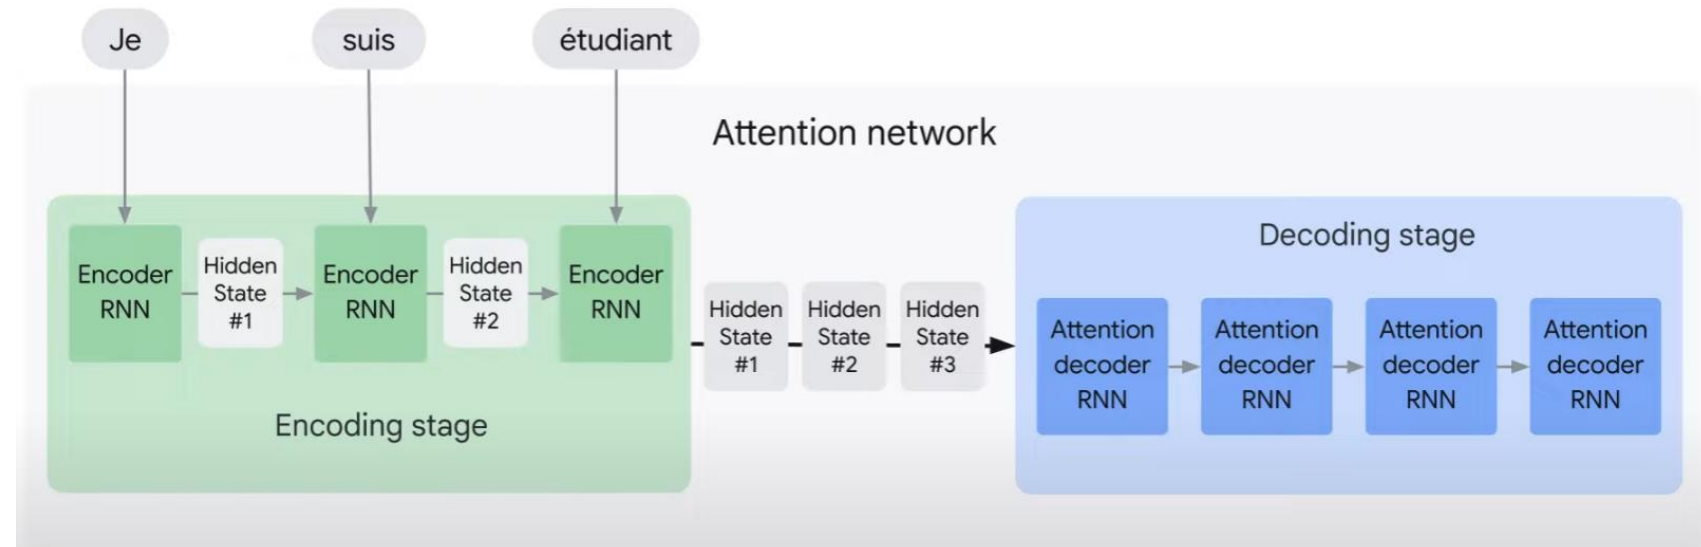 Je
suis
étudiant
Attention network
Encoder
RNN
Hidden
State
#1
Encoder
RNN
Hidden
State
#2
Encoder
RNN
Encoding stage
Hidden
State
#1
Hidden
State
#2
Hidden
State
#3
Decoding stage
Attention
decoder
RNN
Attention
decoder
RNN
Attention
decoder
RNN
Attention
decoder
RNN